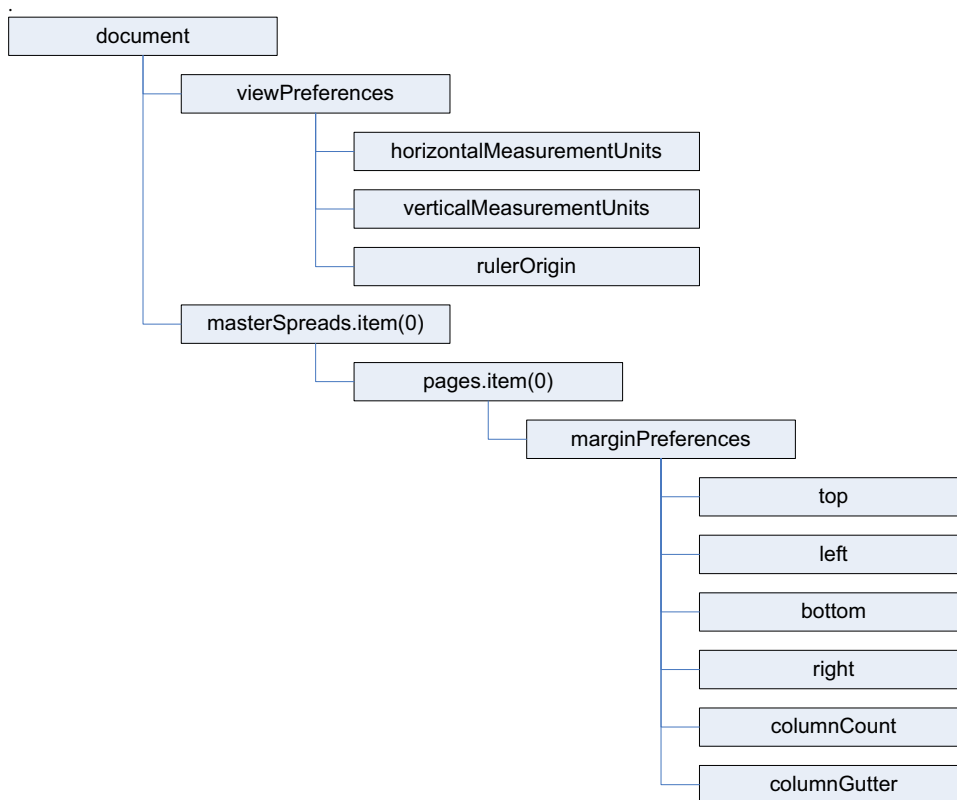 .
document
viewPreferences
horizontalMeasurementUnits
verticalMeasurementUnits
rulerOrigin
masterSpreads.item(0)
pages.item(0)
marginPreferences
top
left
bottom
right
columnCount
columnGutter